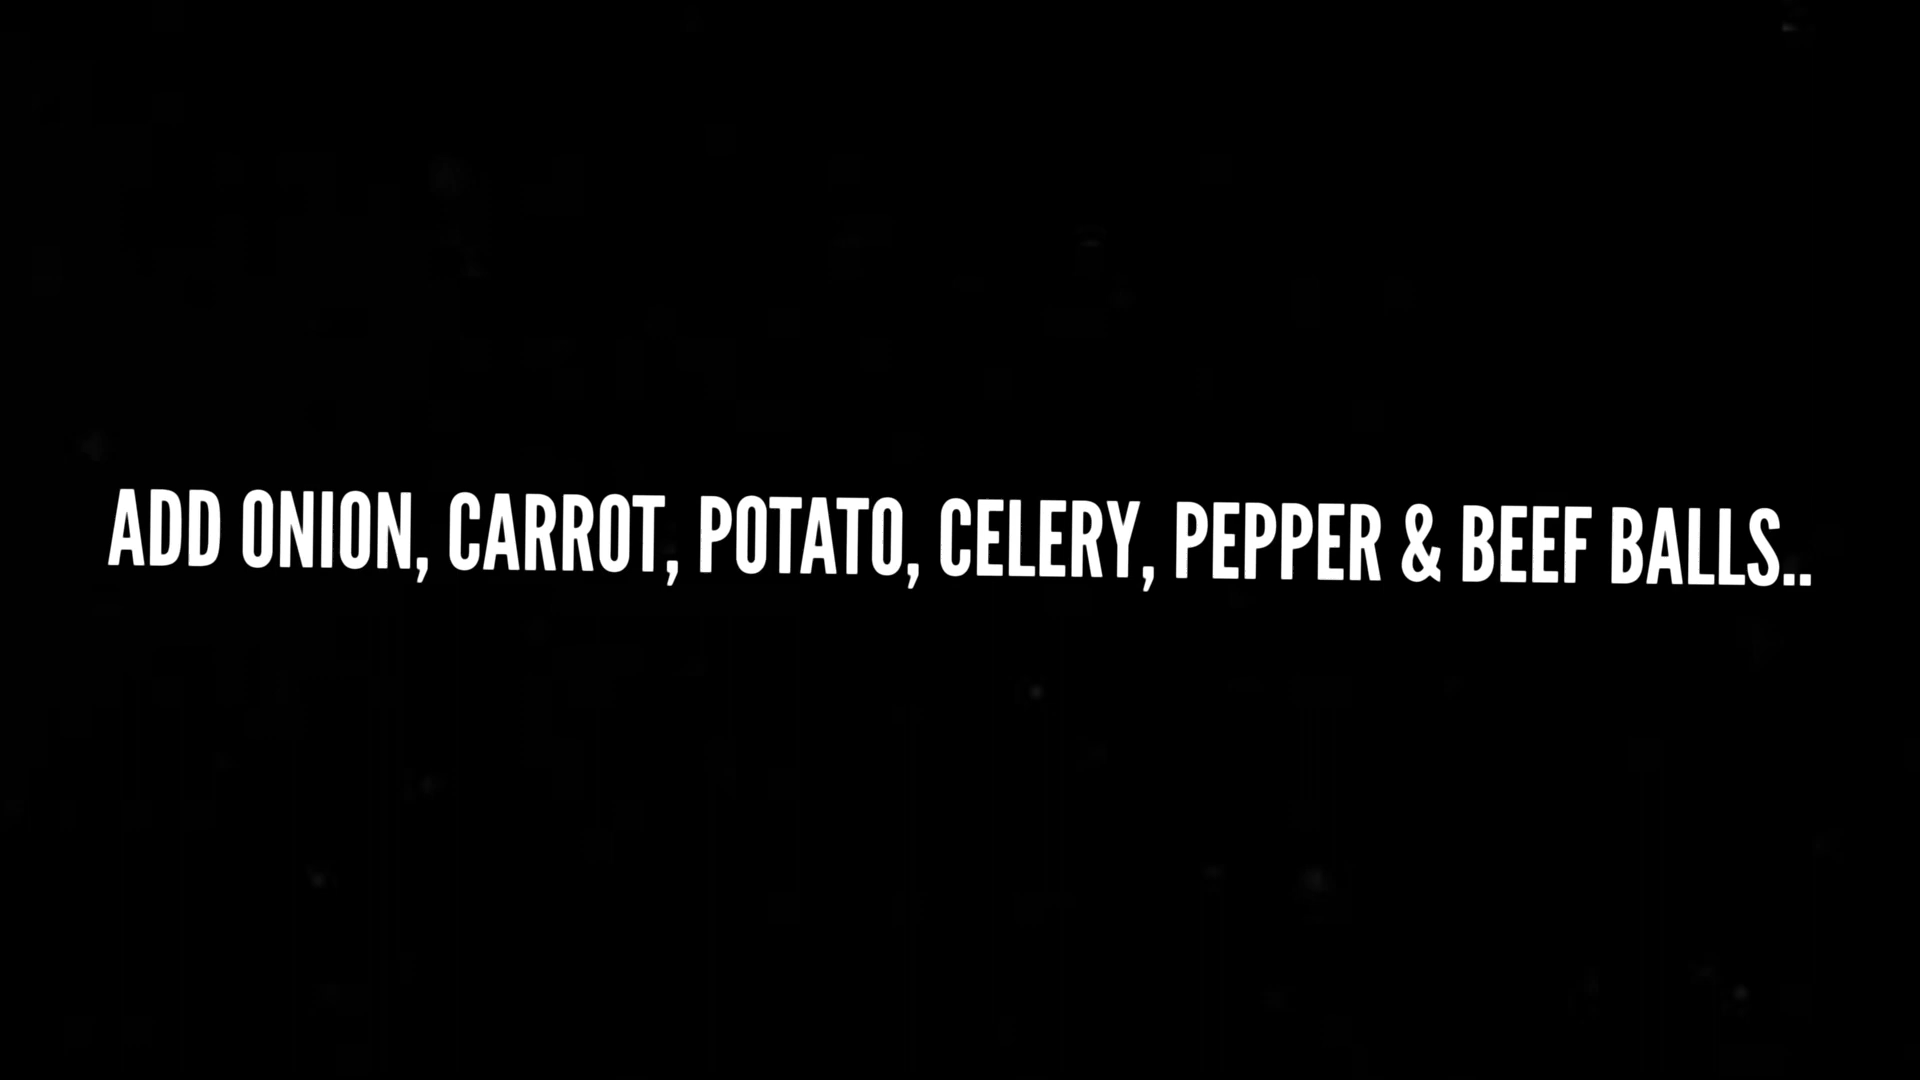 ADD ONION, CARROT, POTATO, CELERY, PEPPER & BEEF BALLS..